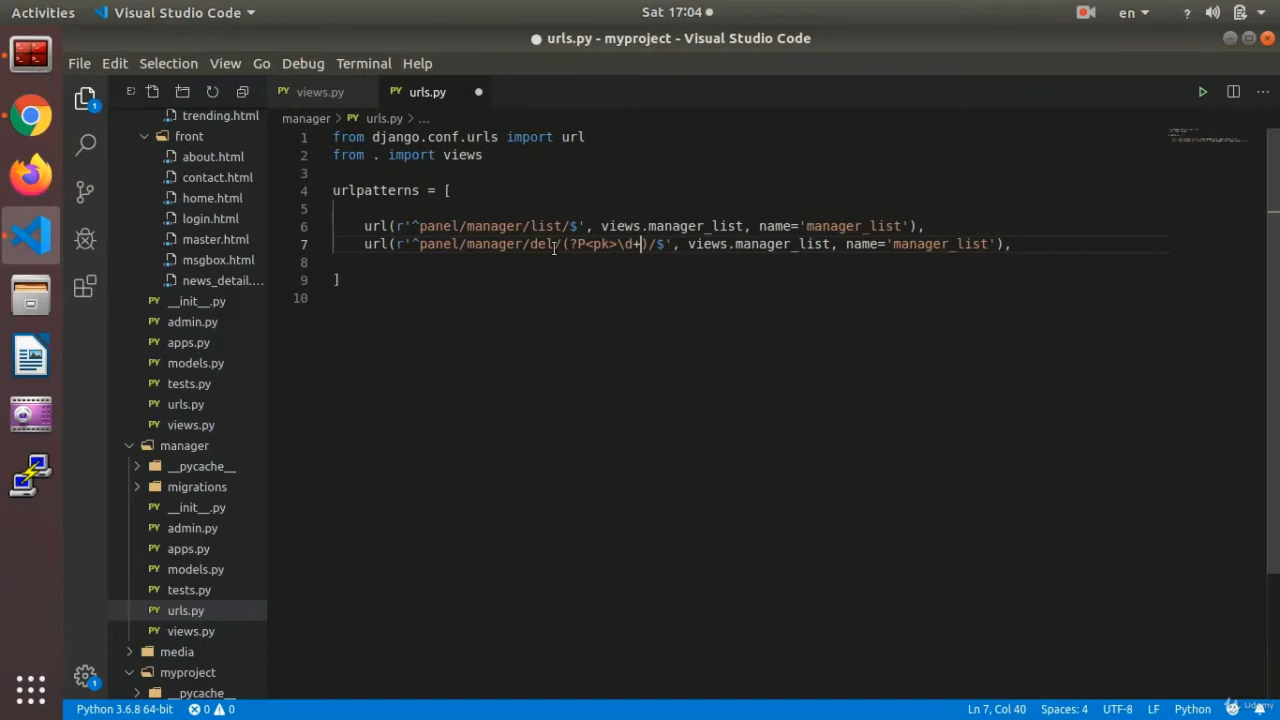 Activities
Visual Studio Code
Sat 17:04
en
urls.py - myproject - Visual Studio Code
File Edit Selection View Go Debug Terminal Help
views.py
urls.py
manager
urls.py
...
trending.html
front
about.html
contact.html
home.html
login.html
master.html
msgbox.html
news_detail....
__init__.py
admin.py
apps.py
models.py
tests.py
urls.py
views.py
manager
__pycache__
migrations
__init__.py
admin.py
apps.py
models.py
tests.py
urls.py
views.py
media
myproject
__pycache__
1 from django.conf.urls import url
2 from . import views
3
4 urlpatterns = [
5
6 url(r'^panel/manager/list/$', views.manager_list, name='manager_list'),
7 url(r'^panel/manager/del/(?P<pk>\d+)/$', views.manager_list, name='manager_list'),
8
9 ]
10
1
1
Python 3.6.8 64-bit
0
0
Ln 7, Col 40
Spaces: 4
UTF-8
LF
Python
Udemy